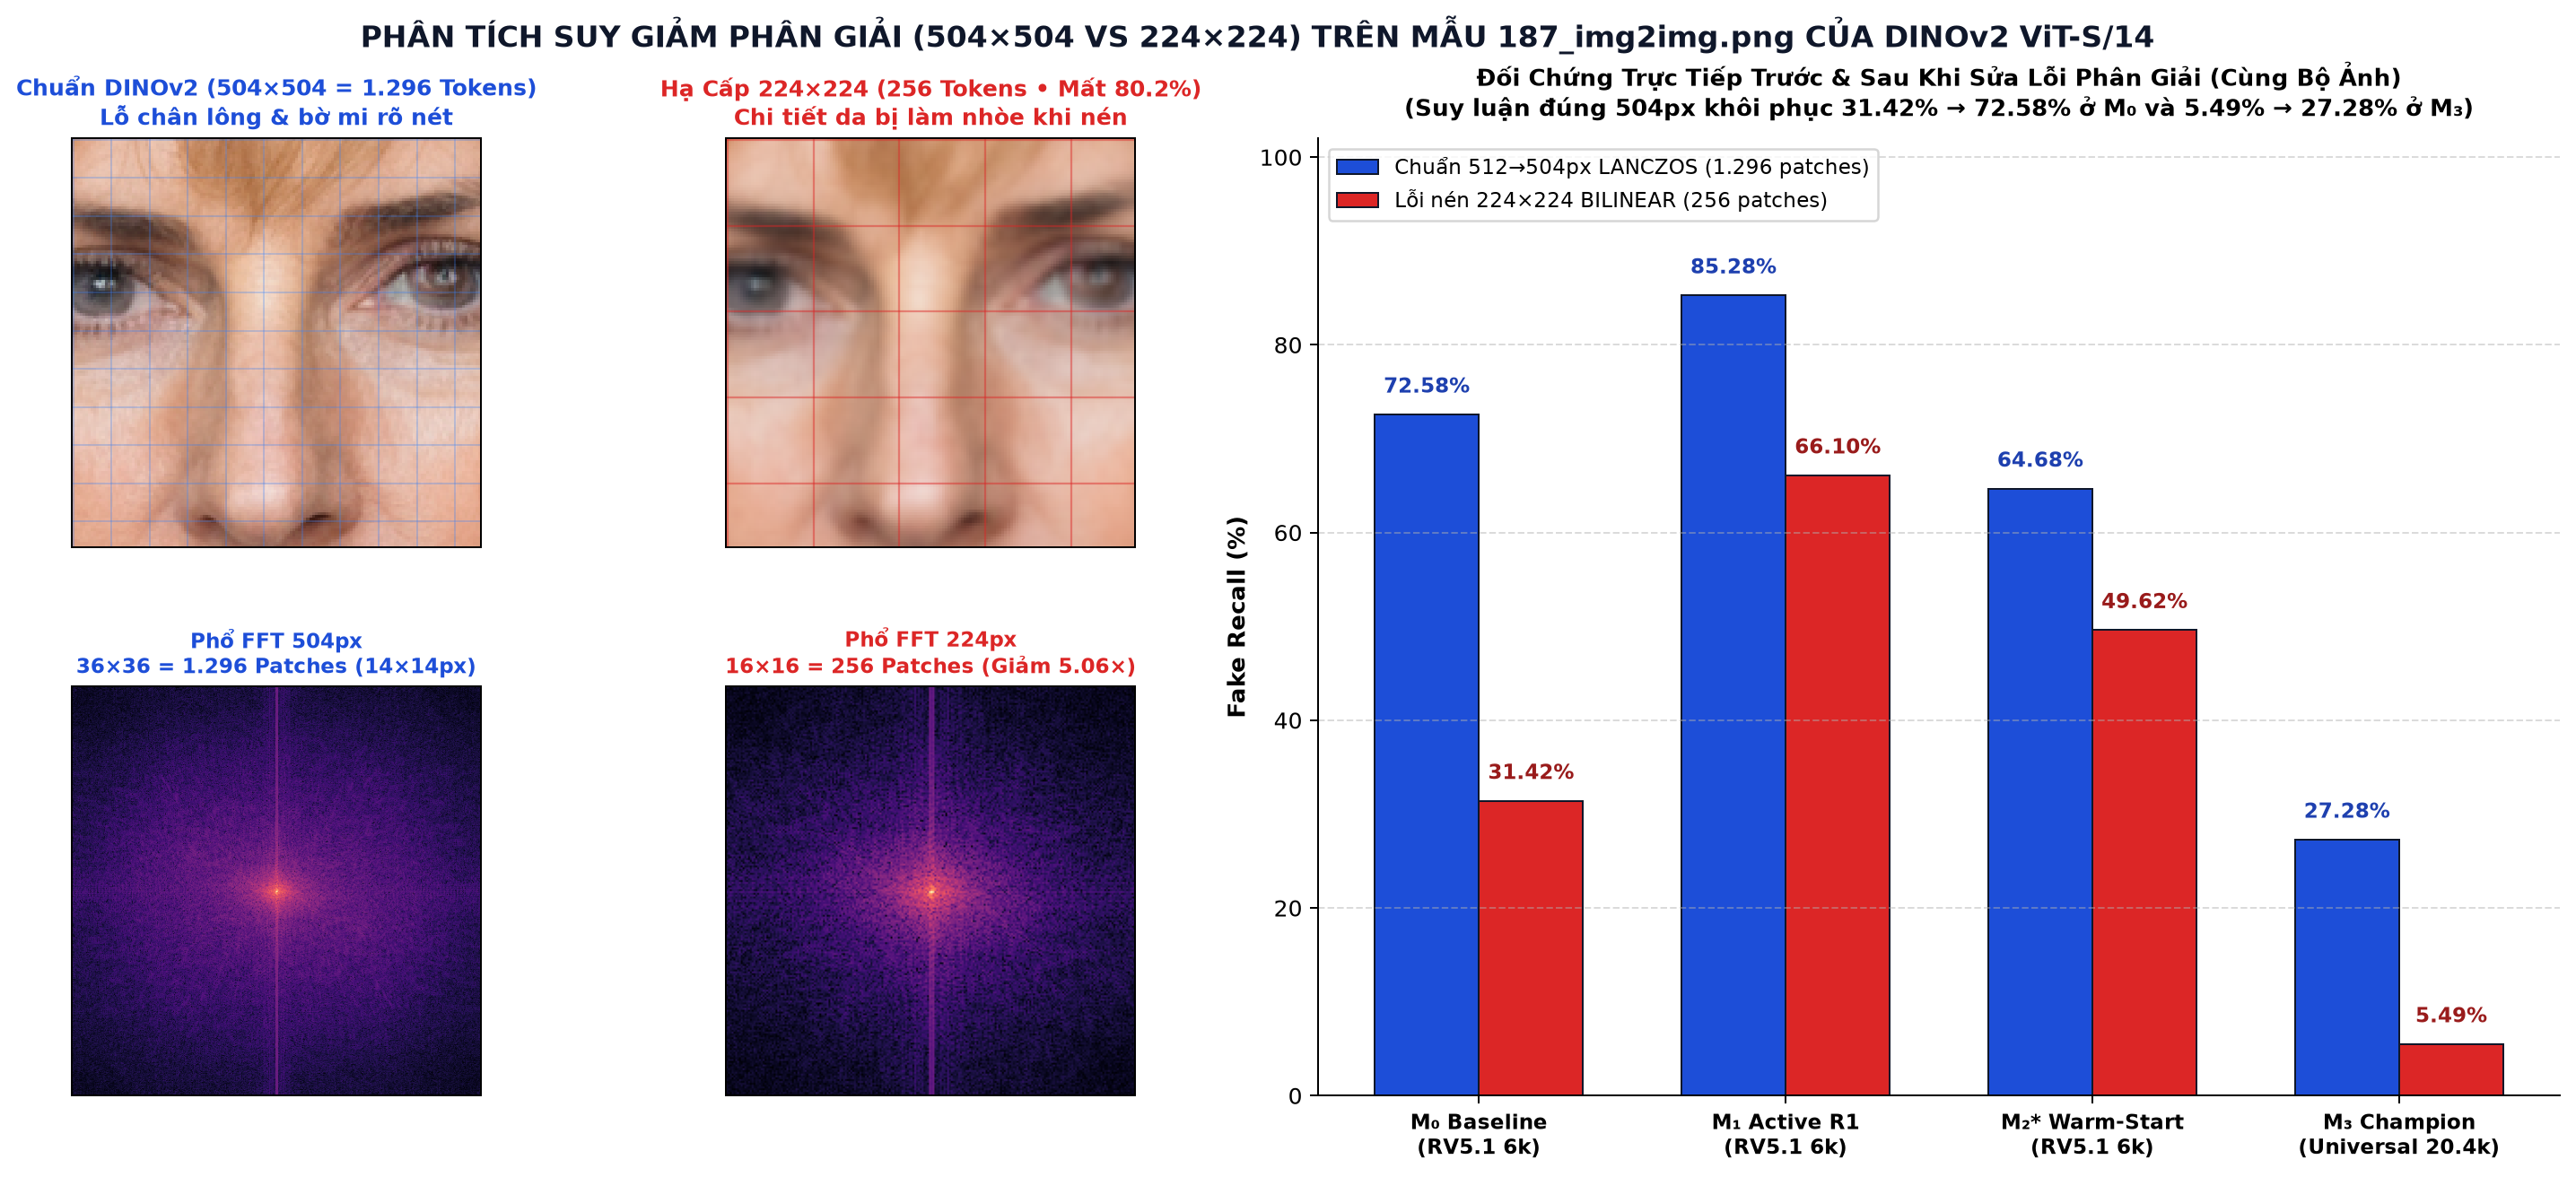 PHÂN TÍCH SUY GIẢM PHÂN GIẢI (504×504 VS 224×224) TRÊN MẪU 187_img2img.png CỦA DINOv2 ViT-S/14
Chuẩn DINOv2 (504×504 = 1.296 Tokens)
Lỗ chân lông & bờ mi rõ nét
Hạ Cấp 224×224 (256 Tokens • Mất 80.2%)
Chi tiết da bị làm nhòe khi nén
Phổ FFT 504px
36×36 = 1.296 Patches (14×14px)
Phổ FFT 224px
16×16 = 256 Patches (Giảm 5.06×)
Đối Chứng Trực Tiếp Trước & Sau Khi Sửa Lỗi Phân Giải (Cùng Bộ Ảnh)
(Suy luận đúng 504px khôi phục 31.42% → 72.58% ở M₀ và 5.49% → 27.28% ở M₃)
Chuẩn 512→504px LANCZOS (1.296 patches)
Lỗi nén 224×224 BILINEAR (256 patches)
Fake Recall (%)
100
80
60
40
20
0
72.58%
31.42%
85.28%
66.10%
64.68%
49.62%
27.28%
5.49%
M₀ Baseline
(RV5.1 6k)
M₁ Active R1
(RV5.1 6k)
M₂* Warm-Start
(RV5.1 6k)
M₃ Champion
(Universal 20.4k)